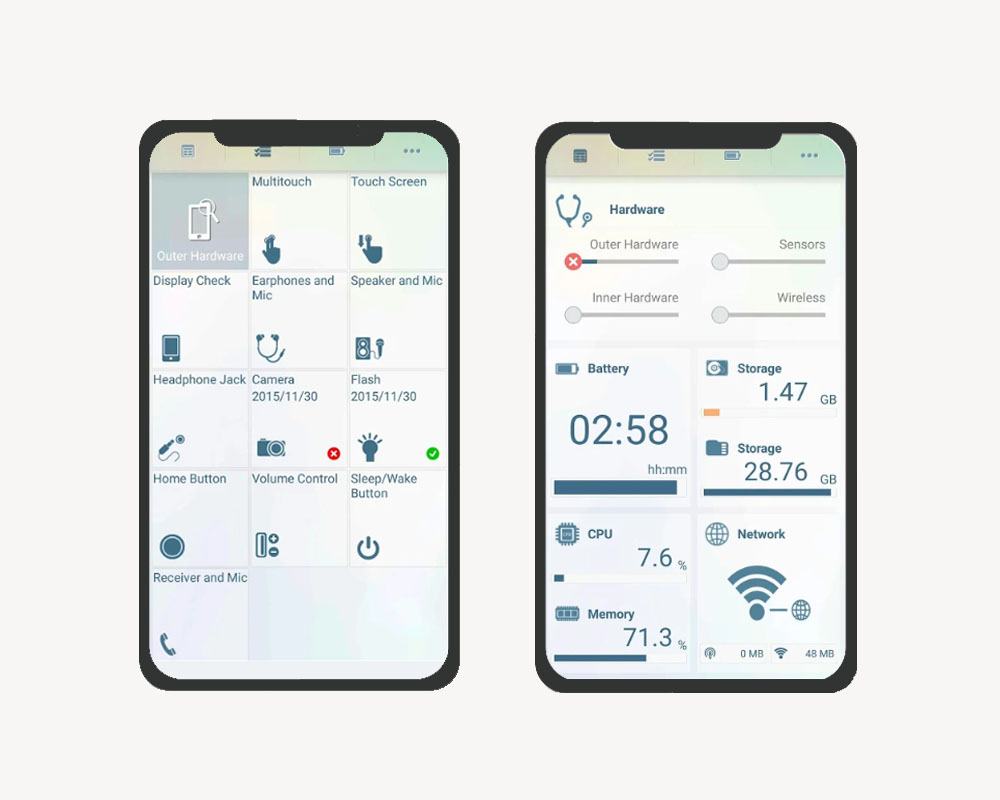 Outer Hardware
Multitouch
Touch Screen
Display Check
Earphones and
Mic
Speaker and Mic
Headphone Jack
Camera
2015/11/30
Flash
2015/11/30
Home Button
Volume Control
Sleep/Wake
Button
Receiver and Mic
Hardware
Outer Hardware
Sensors
Inner Hardware
Wireless
Battery
02:58
hh:mm
Storage
1.47 GB
Storage
28.76 GB
CPU
7.6 %
Memory
71.3 %
Network
0 MB
48 MB